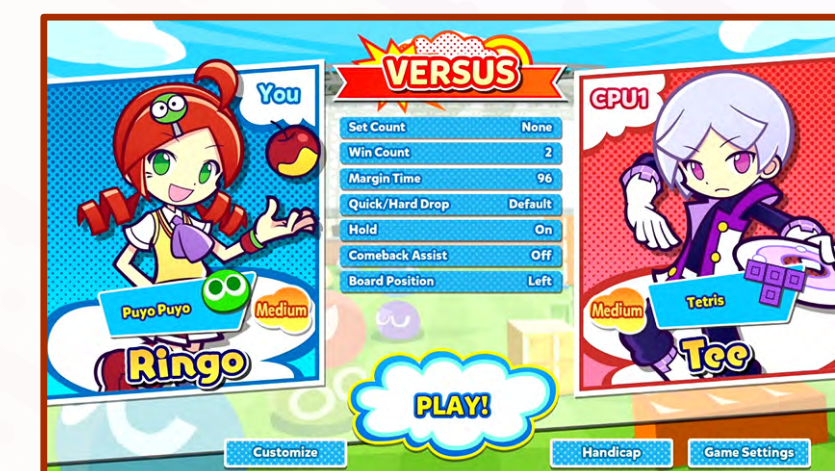 VERSUS
You
CPU1
Set Count None
Win Count 2
Margin Time 96
Quick/Hard Drop Default
Hold On
Comeback Assist Off
Board Position Left
Puyo Puyo
Medium
Ringo
Medium
Tetris
Tee
PLAY!
Customize
Handicap
Game Settings